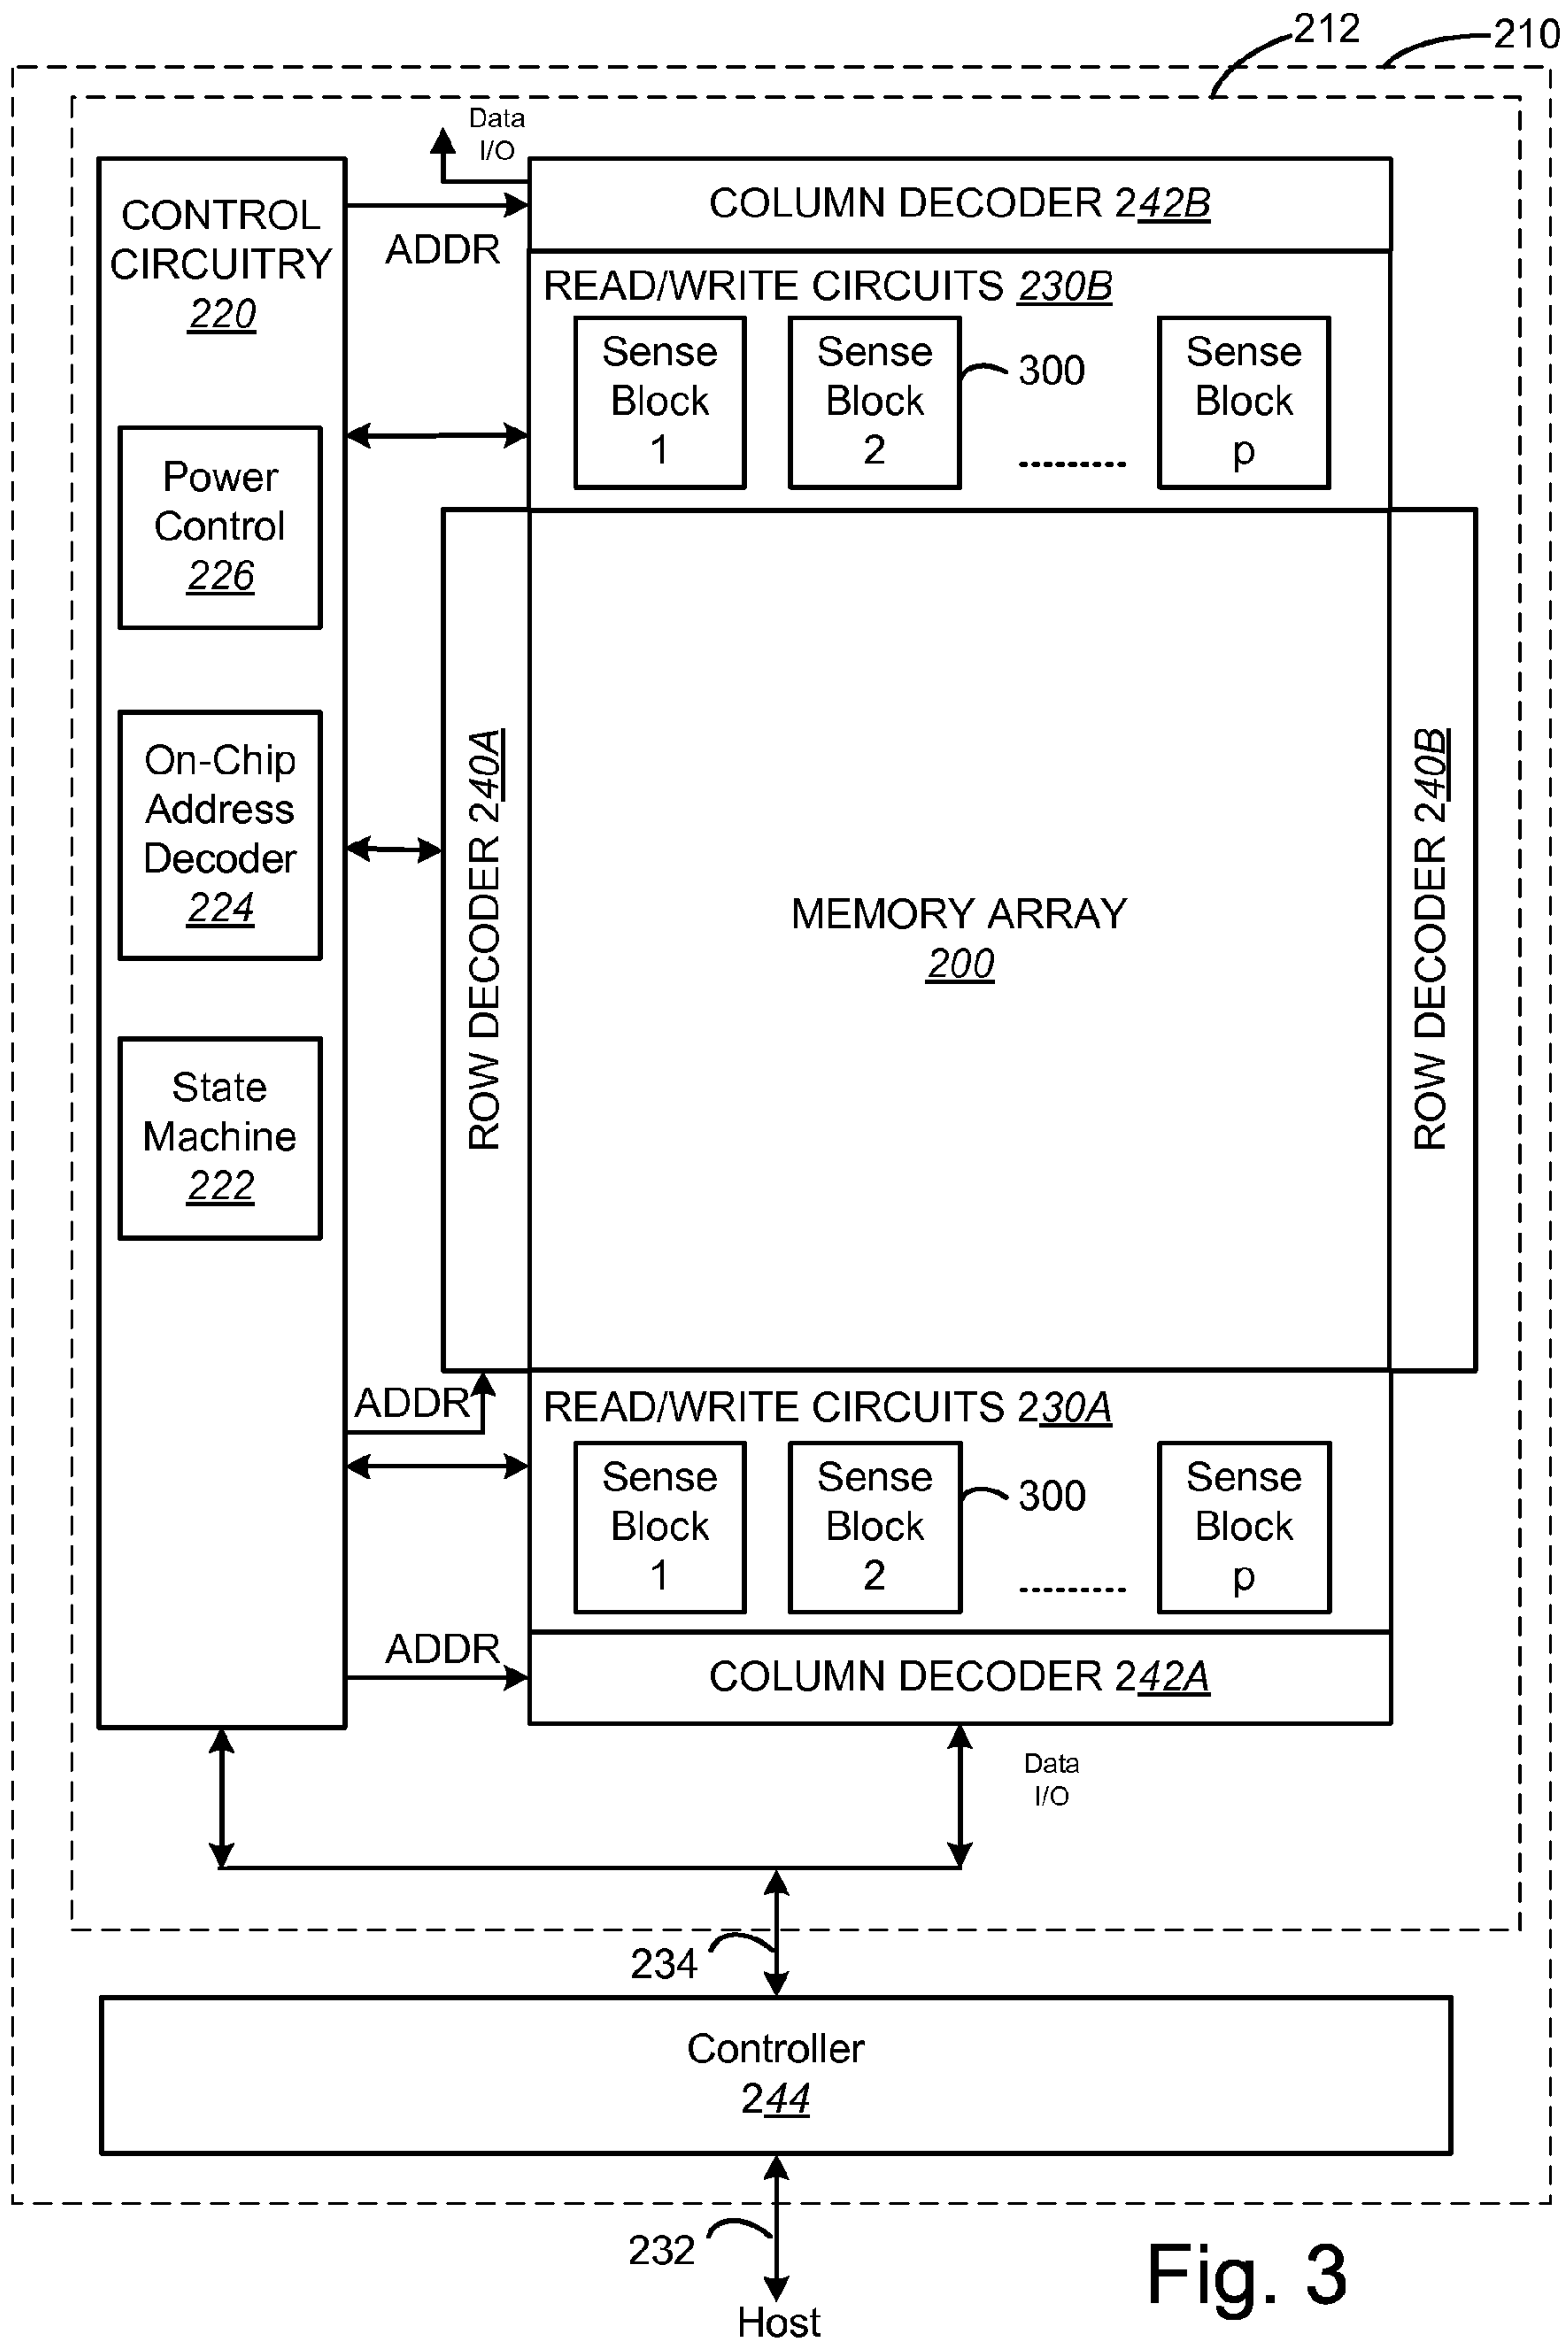 212
210
Data
I/O
CONTROL
CIRCUITRY
220
ADDR
COLUMN DECODER 242B
READ/WRITE CIRCUITS 230B
Sense
Block
1
Sense
Block
2
300
.........
Sense
Block
p
Power
Control
226
On-Chip
Address
Decoder
224
State
Machine
222
ROW DECODER 240A
MEMORY ARRAY
200
ROW DECODER 240B
ADDR
READ/WRITE CIRCUITS 230A
Sense
Block
1
Sense
Block
2
300
.........
Sense
Block
p
ADDR
COLUMN DECODER 242A
Data
I/O
234
Controller
244
232
Host
Fig. 3